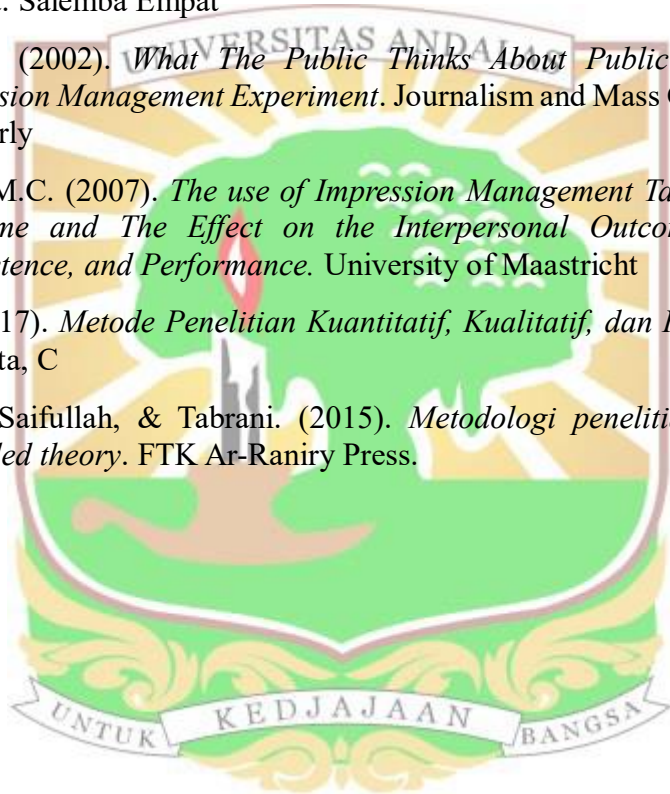 Salemba Empat
UNIVERSITAS ANDALAS
(2002). What The Public Thinks About Public
sion Management Experiment. Journalism and Mass
rly
M.C. (2007). The use of Impression Management Ta
me and The Effect on the Interpersonal Outco
tence, and Performance. University of Maastricht
17). Metode Penelitian Kuantitatif, Kualitatif, dan
ta, C
Saifullah, & Tabrani. (2015). Metodologi peneliti
led theory. FTK Ar-Raniry Press.
UNTUK KEDJAJAAN BANGSA